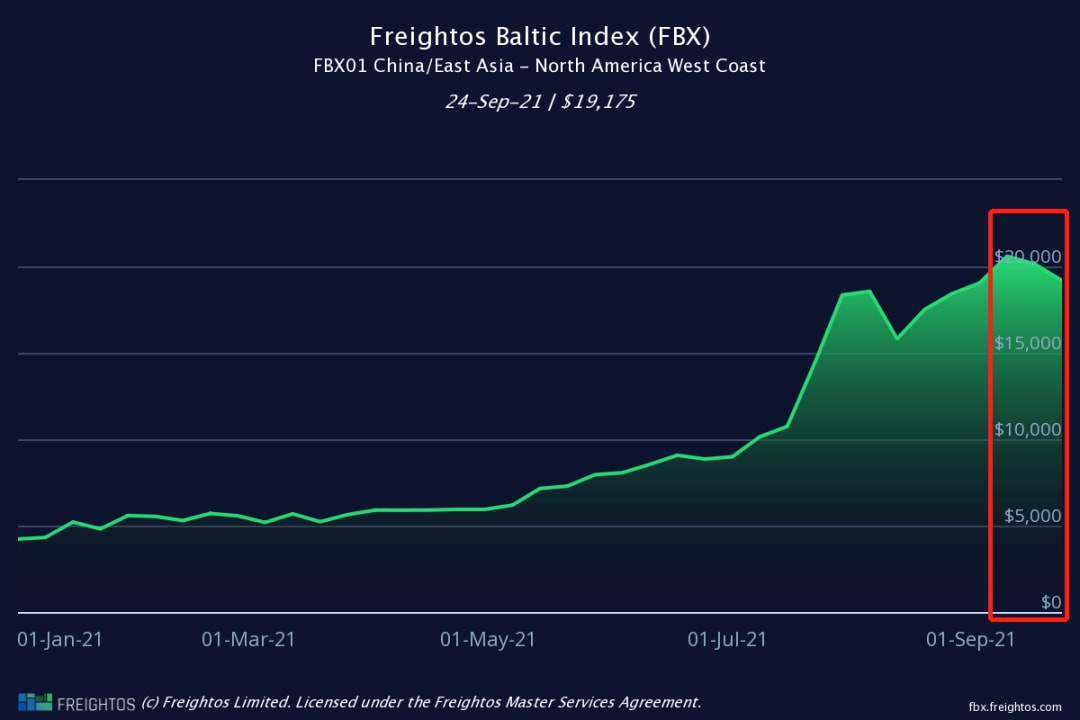 Freightos Baltic Index (FBX)
FBX01 China/East Asia – North America West Coast
24–Sep–21 | $19,175
$20,000
$15,000
$10,000
$5,000
$0
01-Jan-21 01-Mar-21 01-May-21 01-Jul-21 01-Sep-21
FREIGHTOS (c) Freightos Limited. Licensed under the Freightos Master Services Agreement.
fbx.freightos.com